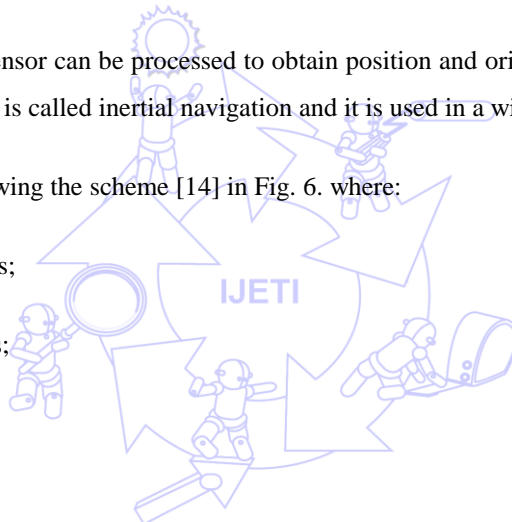 ensor can be processed to obtain position and ori
is called inertial navigation and it is used in a wi
wing the scheme [14] in Fig. 6. where:
s;
IJETI
s;